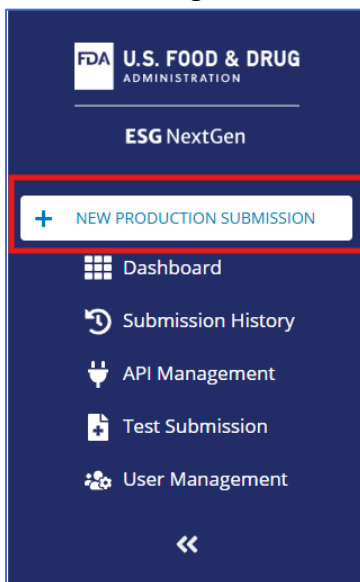 FDA U.S. FOOD & DRUG
ADMINISTRATION
ESG NextGen
+ NEW PRODUCTION SUBMISSION
Dashboard
Submission History
API Management
Test Submission
User Management
«